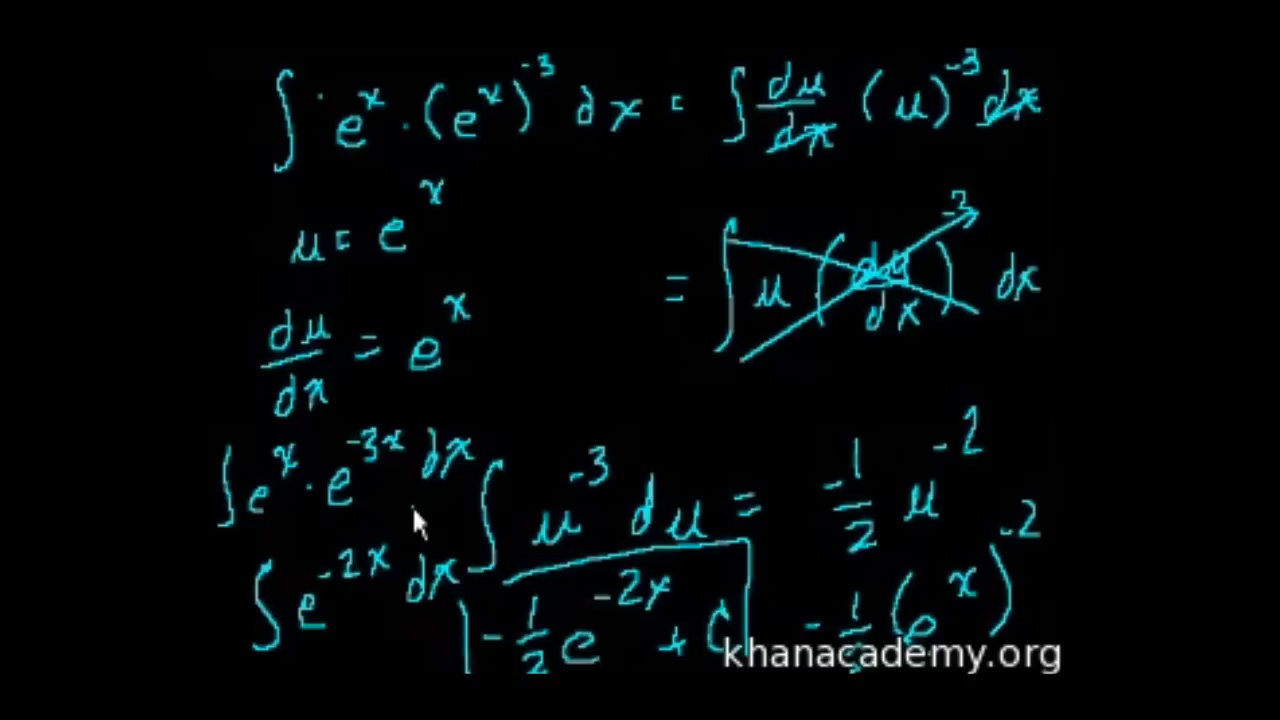 ∫ e^x · (e^x)^-3 dx = ∫ du/dx (u)^-3 dx
u = e^x
= ∫ u (du/dx)^-3 dx
du/dx = e^x
∫ e^x · e^-3x dx
∫ u^-3 du = -1/2 u^-2
∫ e^-2x dx
-1/2 e^-2x + C
-1/2 (e^x)^-2
khanacademy.org